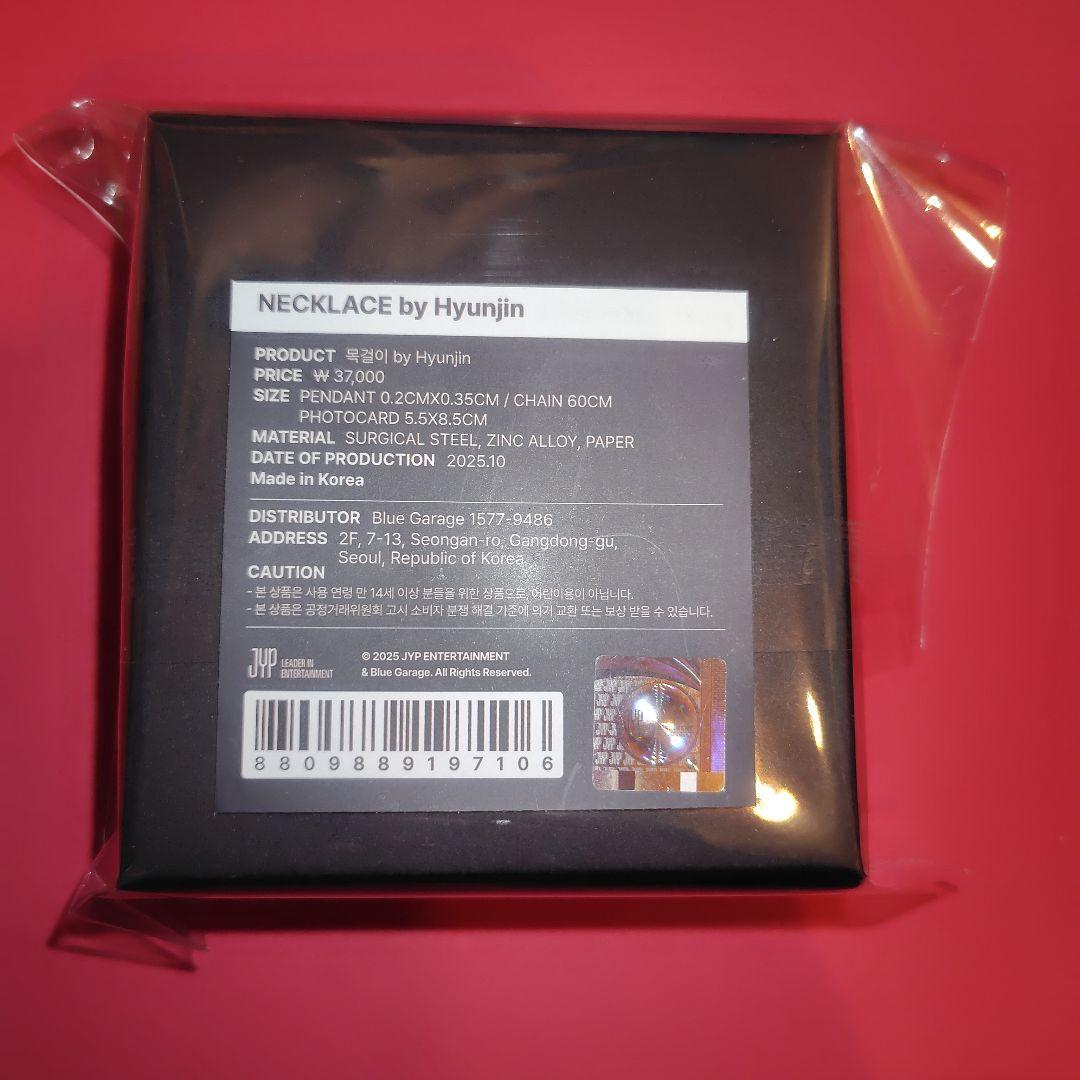 NECKLACE by Hyunjin
PRODUCT 목걸이 by Hyunjin
PRICE ₩ 37,000
SIZE PENDANT 0.2CMX0.35CM / CHAIN 60CM
PHOTOCARD 5.5X8.5CM
MATERIAL SURGICAL STEEL, ZINC ALLOY, PAPER
DATE OF PRODUCTION 2025.10
Made in Korea
DISTRIBUTOR Blue Garage 1577-9486
ADDRESS 2F, 7-13, Seongan-ro, Gangdong-gu,
Seoul, Republic of Korea
CAUTION
- 본 상품은 사용 연령 만 14세 이상 분들을 위한 상품으로, 어린이용이 아닙니다.
- 본 상품은 공정거래위원회 고시 소비자 분쟁 해결 기준에 의거 교환 또는 보상 받을 수 있습니다.
JYP LEADER IN
ENTERTAINMENT
© 2025 JYP ENTERTAINMENT
& Blue Garage. All Rights Reserved.
8809889197106